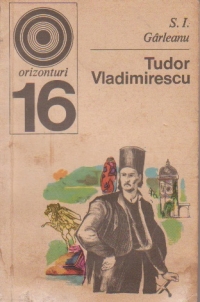 S. I.
Gârleanu
orizonturi
16
Tudor
Vladimirescu